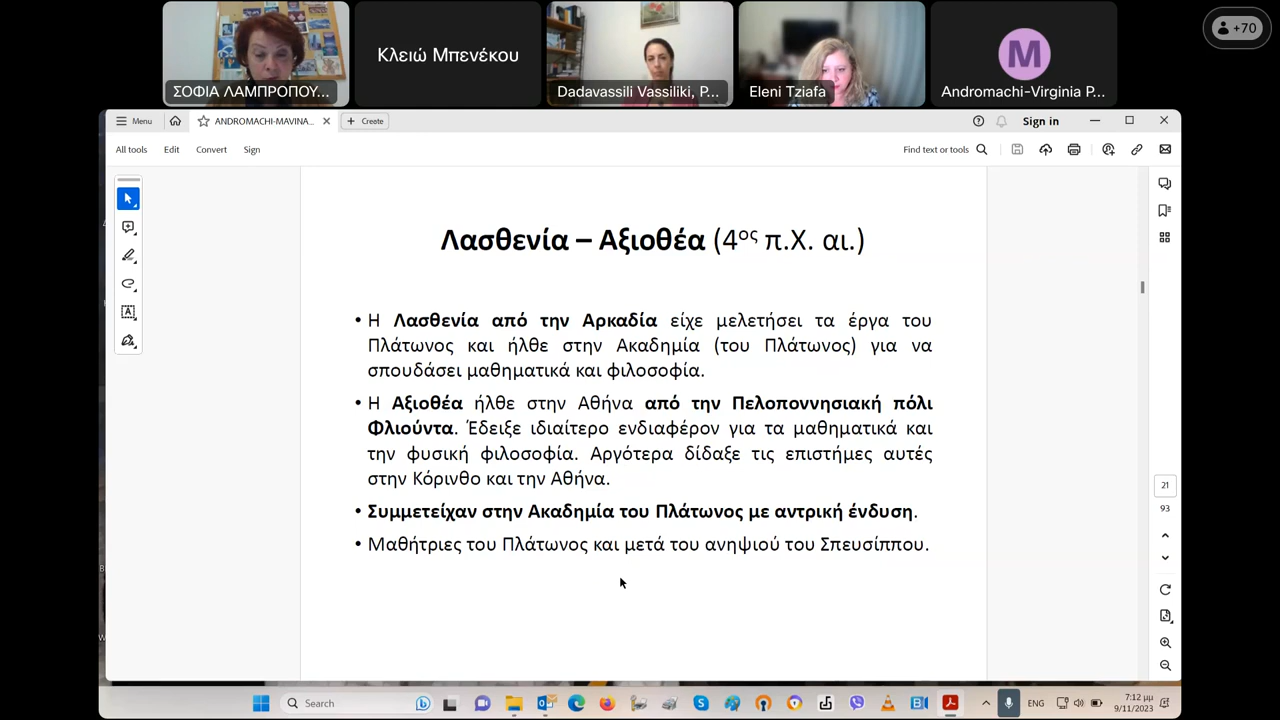 +70
ΣΟΦΙΑ ΛΑΜΠΡΟΠΟΥ...
Κλειώ Μπενέκου
Dadavassili Vassiliki, P...
Eleni Tziafa
M
Andromachi-Virginia P...
Menu
ANDROMACHI-MAVINA...
Create
Sign in
All tools
Edit
Convert
Sign
Find text or tools
Λασθενία – Αξιοθέα (4ος π.Χ. αι.)
• Η Λασθενία από την Αρκαδία είχε μελετήσει τα έργα του
Πλάτωνος και ήλθε στην Ακαδημία (του Πλάτωνος) για να
σπουδάσει μαθηματικά και φιλοσοφία.
• Η Αξιοθέα ήλθε στην Αθήνα από την Πελοποννησιακή πόλι
Φλιούντα. Έδειξε ιδιαίτερο ενδιαφέρον για τα μαθηματικά και
την φυσική φιλοσοφία. Αργότερα δίδαξε τις επιστήμες αυτές
στην Κόρινθο και την Αθήνα.
• Συμμετείχαν στην Ακαδημία του Πλάτωνος με αντρική ένδυση.
• Μαθήτριες του Πλάτωνος και μετά του ανηψιού του Σπευσίππου.
21
93
Search
ENG
7:12 μμ
9/11/2023